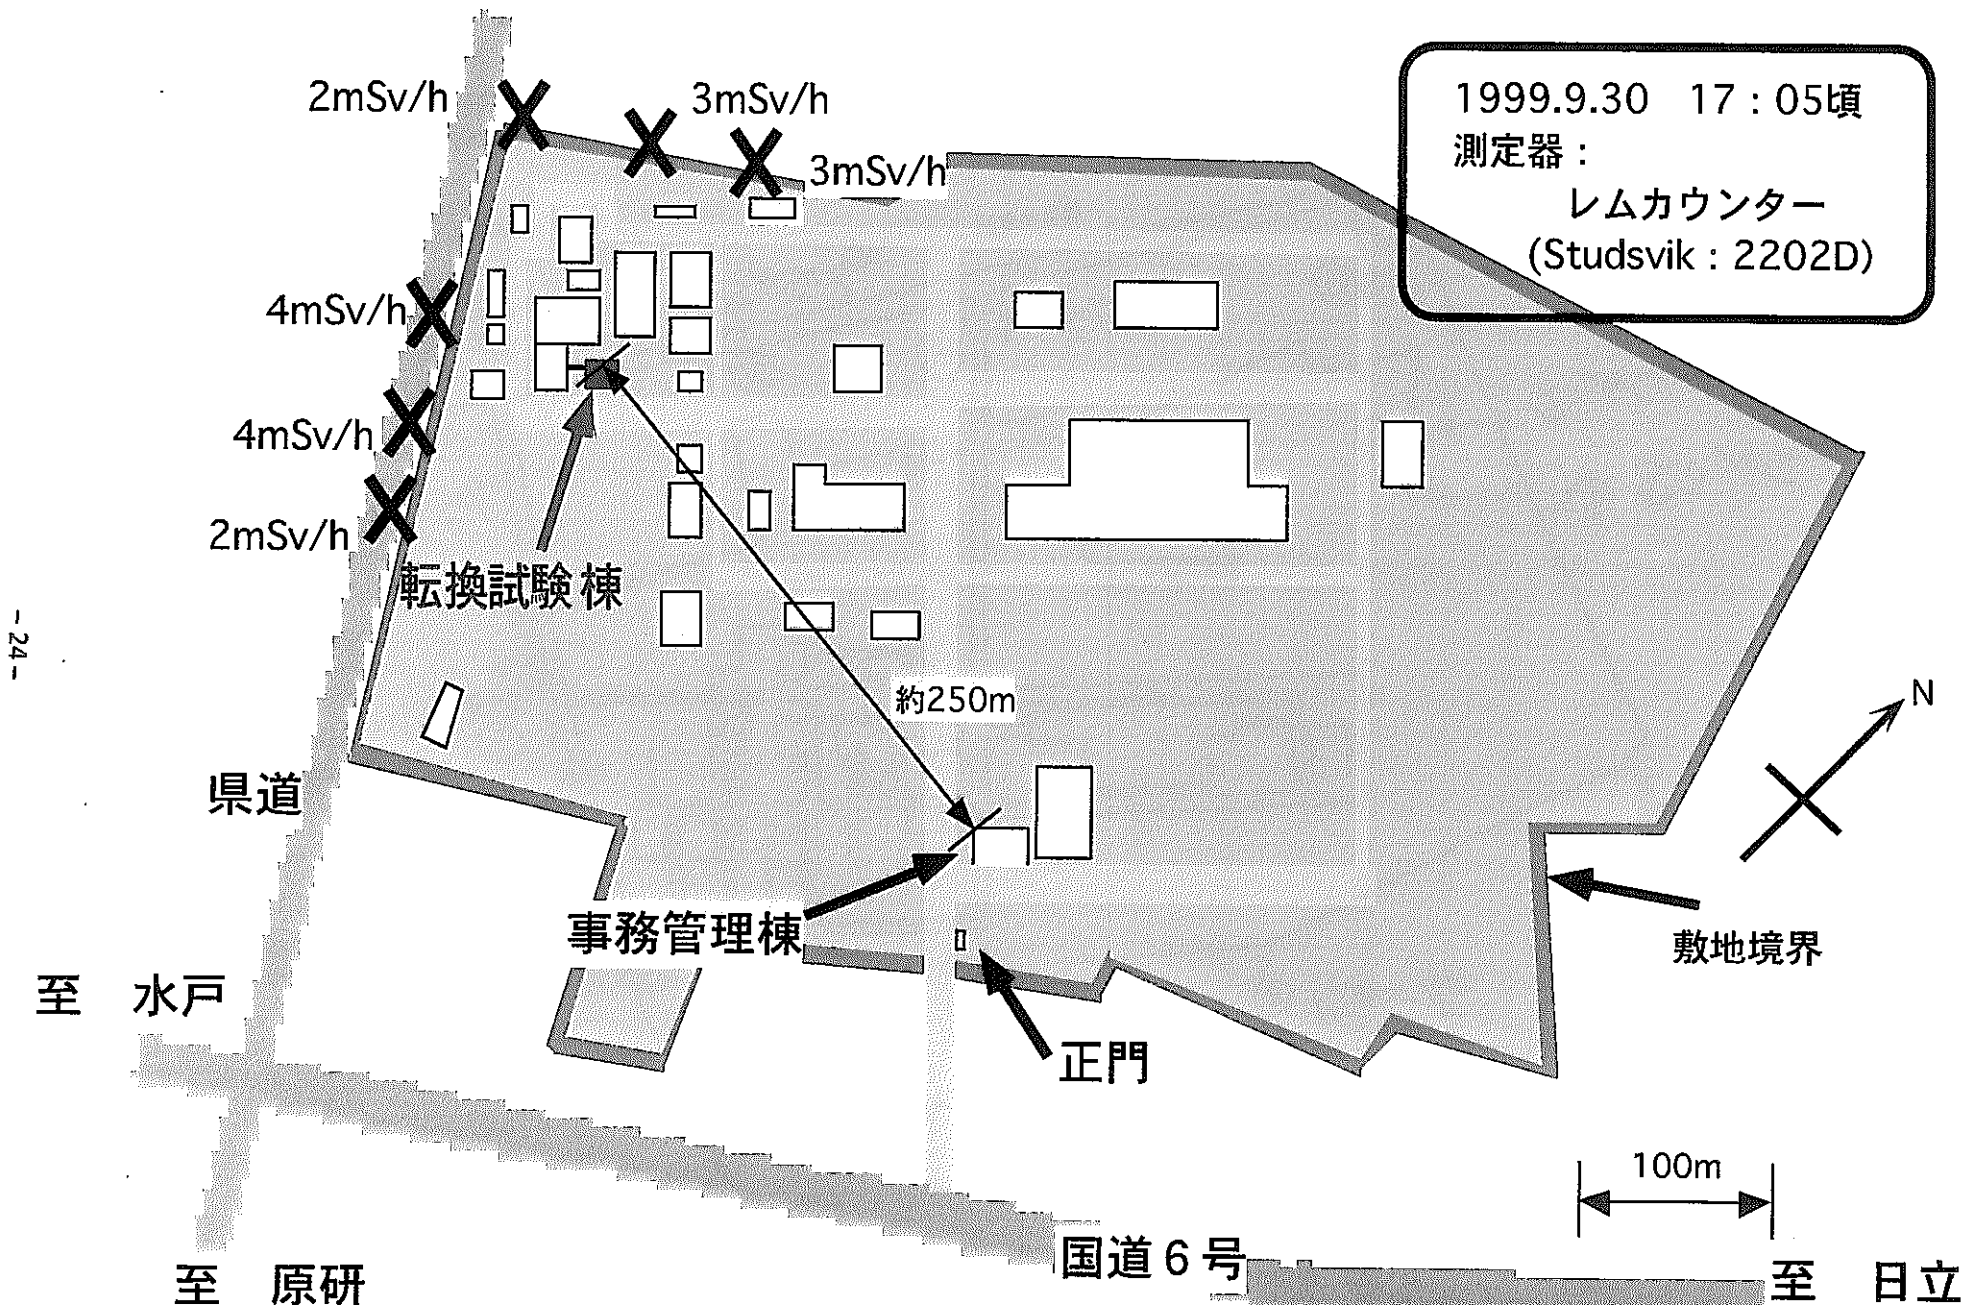 2mSv/h
3mSv/h
3mSv/h
1999.9.30　17：05頃
測定器：
レムカウンター
(Studsvik：2202D)
4mSv/h
4mSv/h
2mSv/h
転換試験棟
- 24 -
約250m
N
県道
事務管理棟
敷地境界
至　水戸
正門
100m
国道6号
至　原研
至　日立